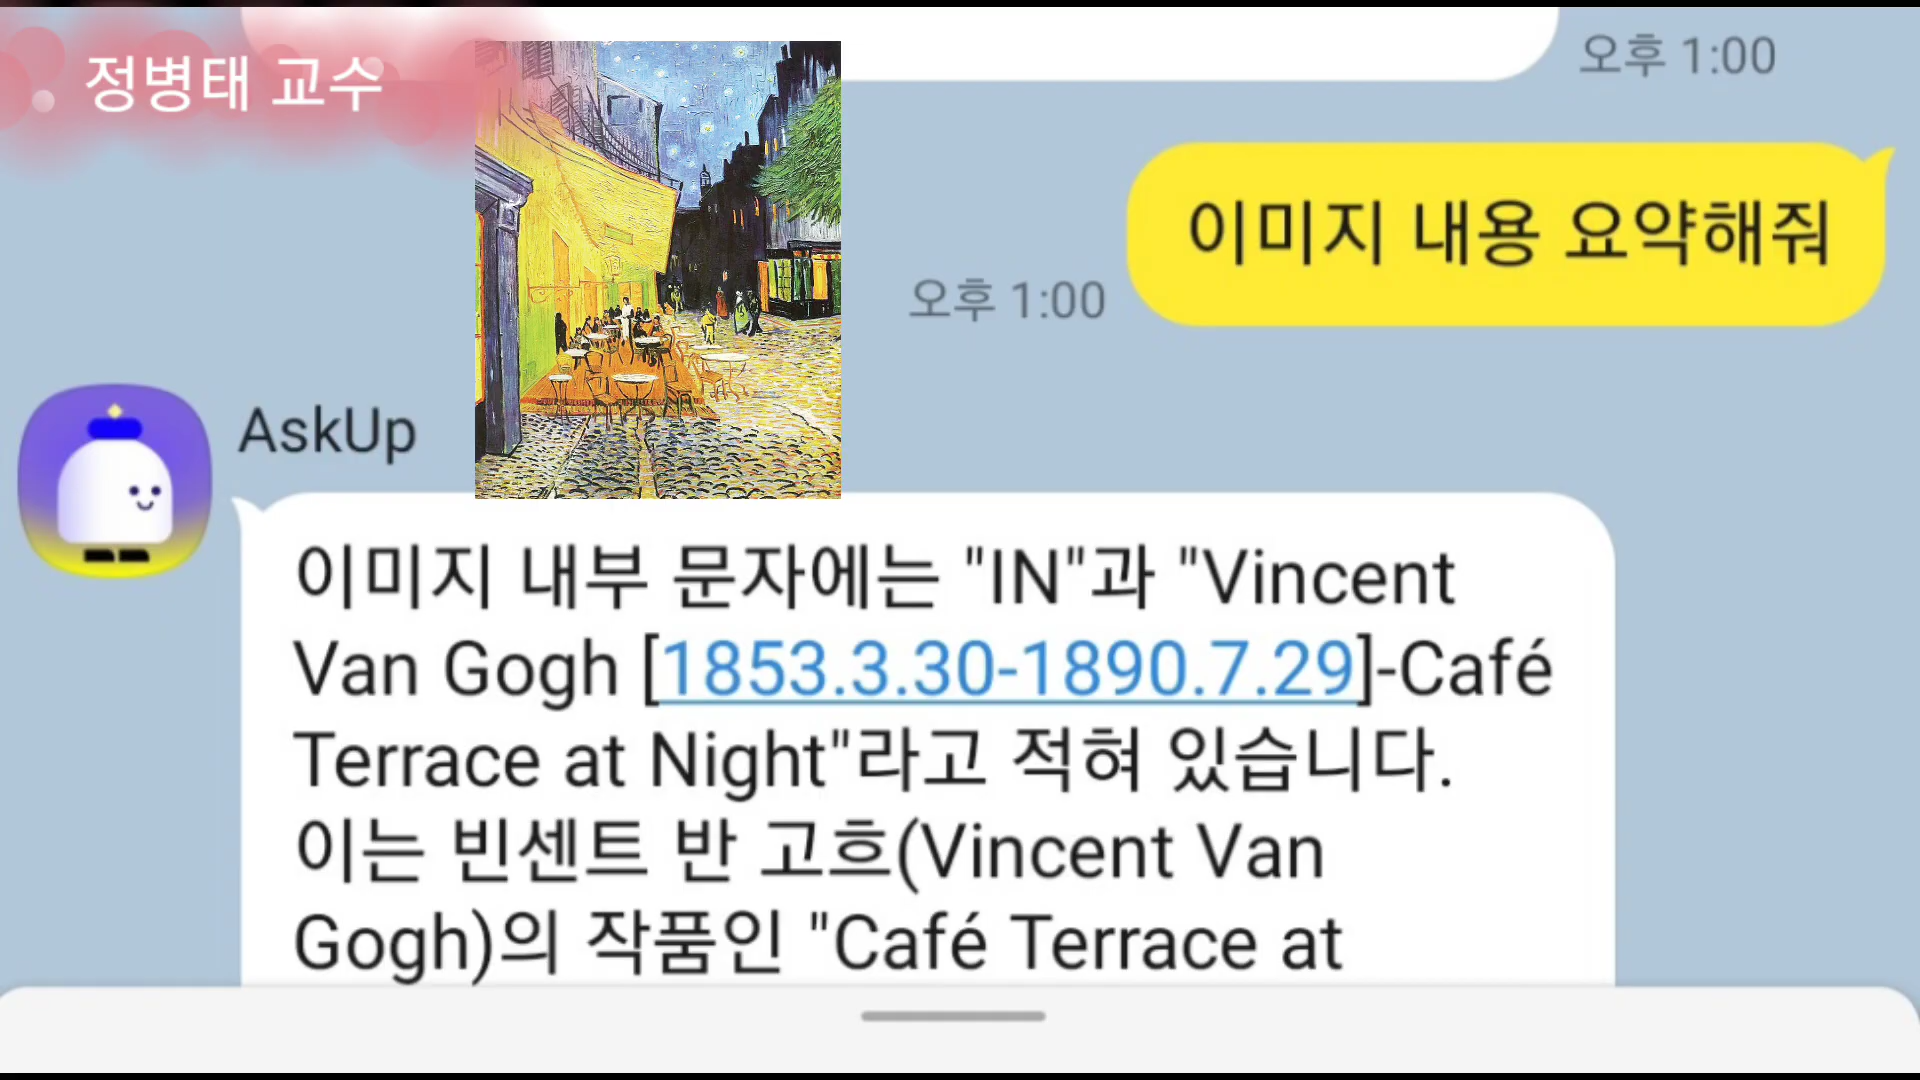 정병태 교수
오후 1:00
이미지 내용 요약해줘
오후 1:00
AskUp
이미지 내부 문자에는 "IN"과 "Vincent
Van Gogh [1853.3.30-1890.7.29]-Café
Terrace at Night"라고 적혀 있습니다.
이는 빈센트 반 고흐(Vincent Van
Gogh)의 작품인 "Café Terrace at